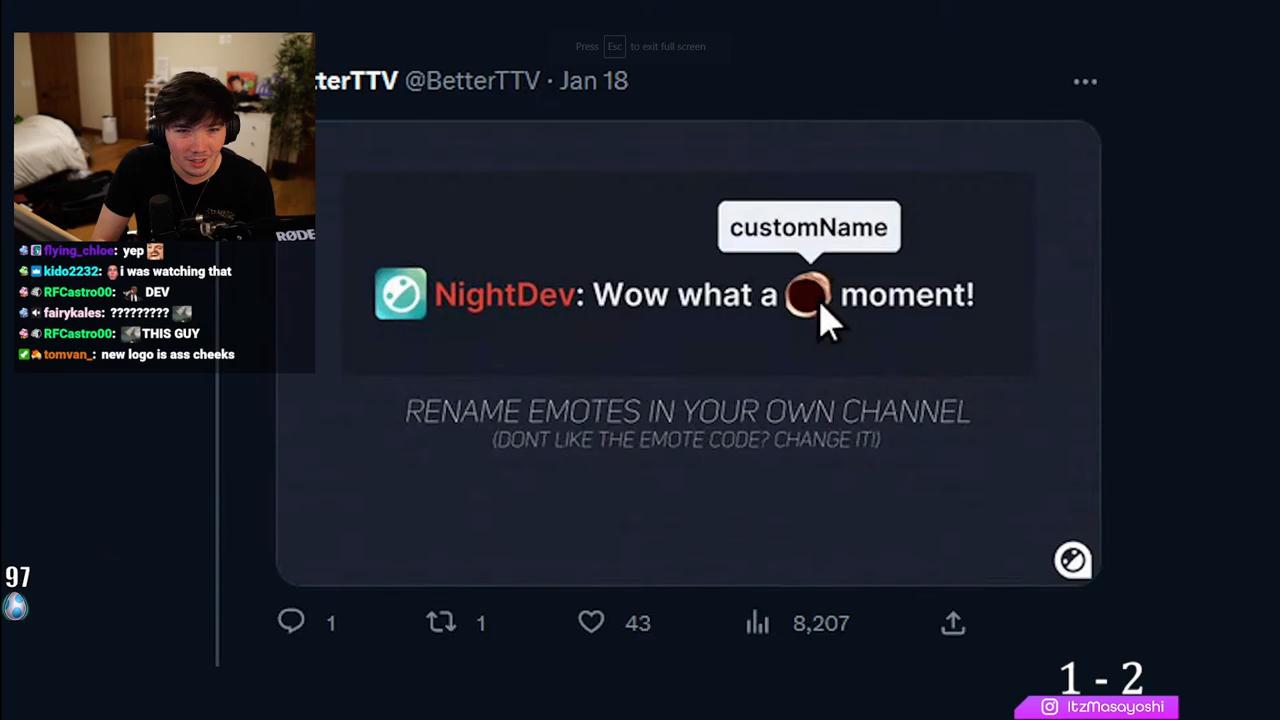 Press Esc to exit full screen
tterTTV @BetterTTV · Jan 18
RØDE
flying_chloe: yep
kido2232: i was watching that
RFCastro00: DEV
fairykales: ?????????
RFCastro00: THIS GUY
tomvan_: new logo is ass cheeks
customName
NightDev: Wow what a moment!
RENAME EMOTES IN YOUR OWN CHANNEL
(DONT LIKE THE EMOTE CODE? CHANGE IT!)
97
1 1 43 8,207
1 - 2
ItzMasayoshi